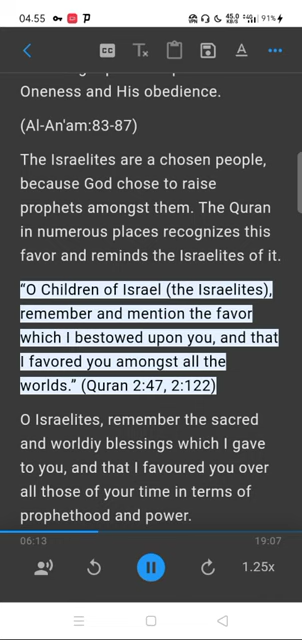 04.55
45.0
KB/S
91%
CC
Oneness and His obedience.
(Al-An'am:83-87)
The Israelites are a chosen people,
because God chose to raise
prophets amongst them. The Quran
in numerous places recognizes this
favor and reminds the Israelites of it.
“O Children of Israel (the Israelites),
remember and mention the favor
which I bestowed upon you, and that
I favored you amongst all the
worlds.” (Quran 2:47, 2:122)
O Israelites, remember the sacred
and worldiy blessings which I gave
to you, and that I favoured you over
all those of your time in terms of
prophethood and power.
06:13
19:07
1.25x